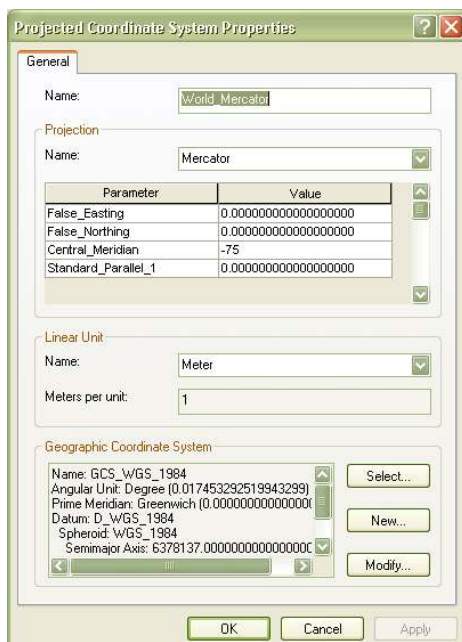 Projected Coordinate System Properties
General
Name: World_Mercator
Projection
Name: Mercator
Parameter Value
False_Easting 0.000000000000000000
False_Northing 0.000000000000000000
Central_Meridian -75
Standard_Parallel_1 0.000000000000000000
Linear Unit
Name: Meter
Meters per unit: 1
Geographic Coordinate System
Name: GCS_WGS_1984
Angular Unit: Degree (0.017453292519943299)
Prime Meridian: Greenwich (0.000000000000000
Datum: D_WGS_1984
Spheroid: WGS_1984
Semimajor Axis: 6378137.000000000000000
Select...
New...
Modify...
OK Cancel Apply